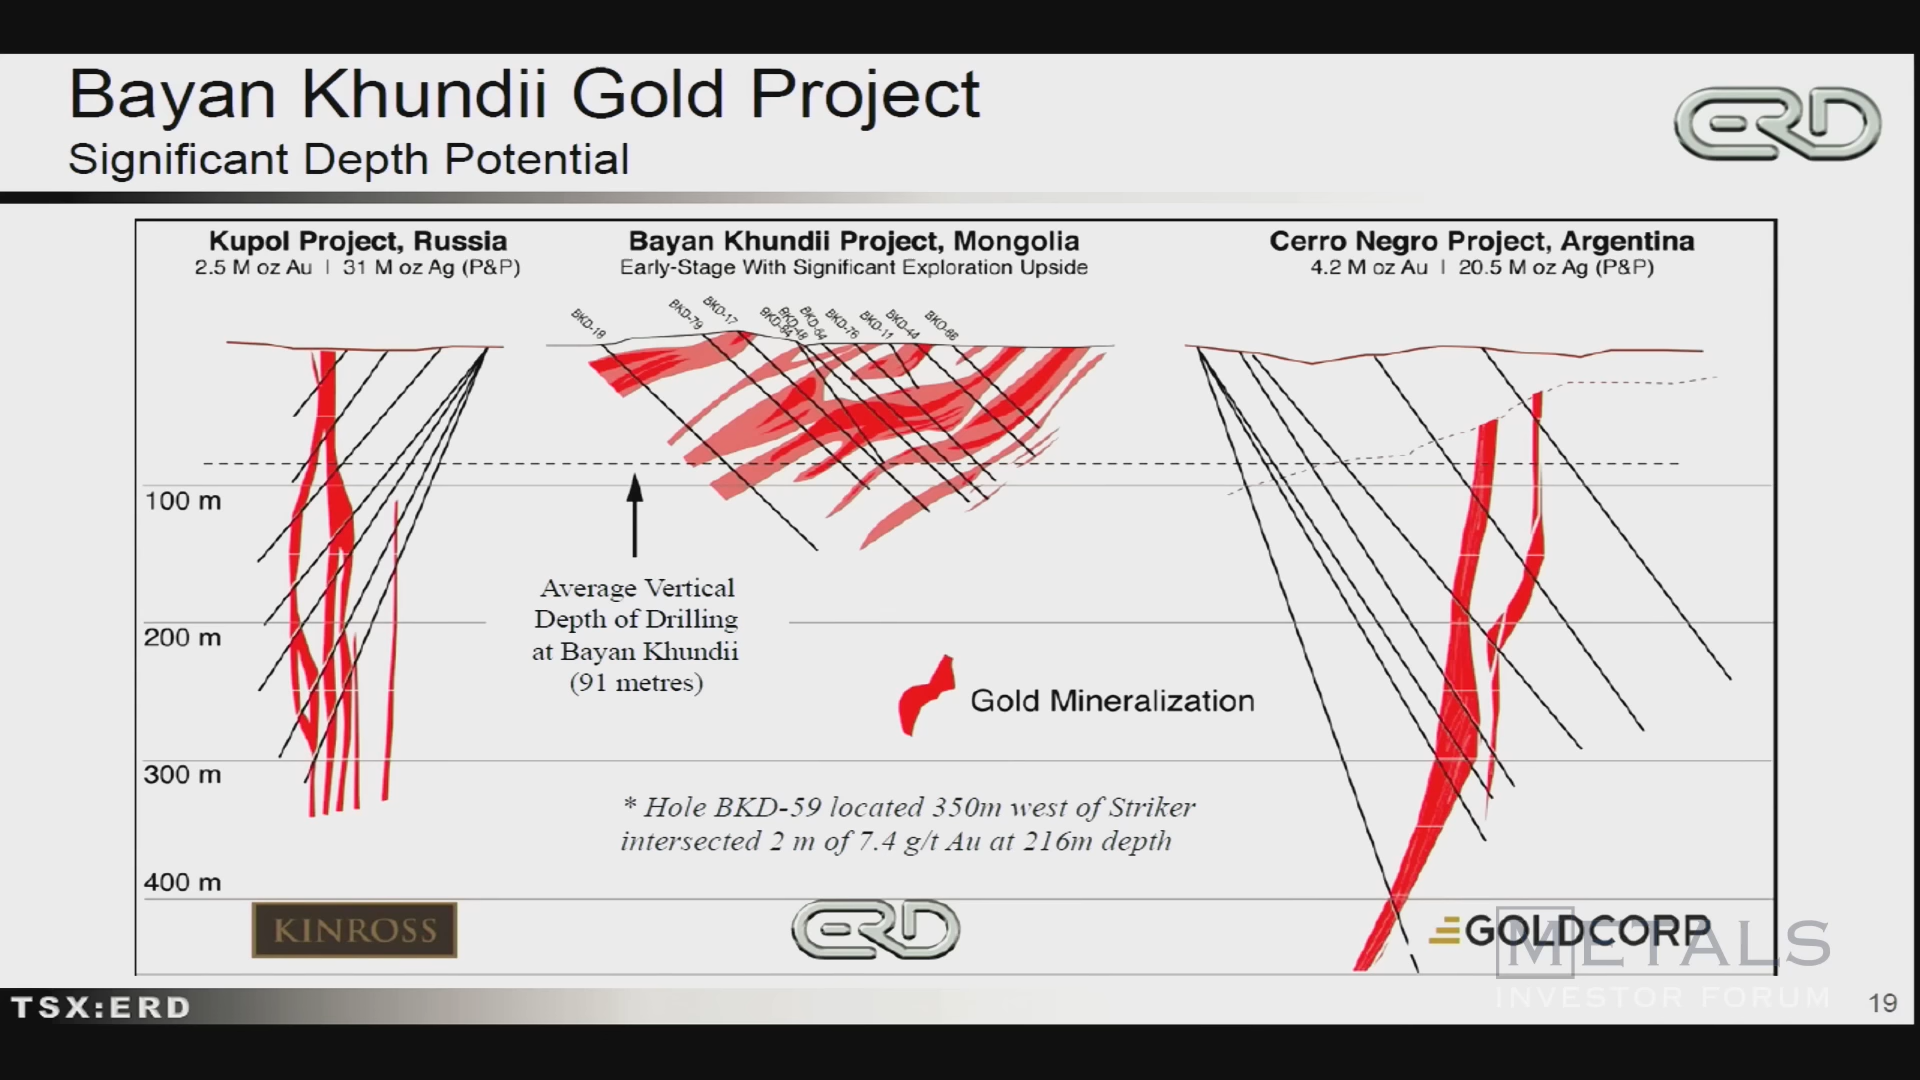 Bayan Khundii Gold Project
Significant Depth Potential
ERD
Kupol Project, Russia
2.5 M oz Au | 31 M oz Ag (P&P)
Bayan Khundii Project, Mongolia
Early-Stage With Significant Exploration Upside
Cerro Negro Project, Argentina
4.2 M oz Au | 20.5 M oz Ag (P&P)
BKD-18
BKD-79
BKD-17
BKD-48
BKD-54
BKD-76
BKD-11
BKD-44
100 m
200 m
300 m
400 m
Average Vertical
Depth of Drilling
at Bayan Khundii
(91 metres)
Gold Mineralization
* Hole BKD-59 located 350m west of Striker
intersected 2 m of 7.4 g/t Au at 216m depth
KINROSS
ERD
GOLDCORP
METALS
INVESTOR FORUM
TSX:ERD
19